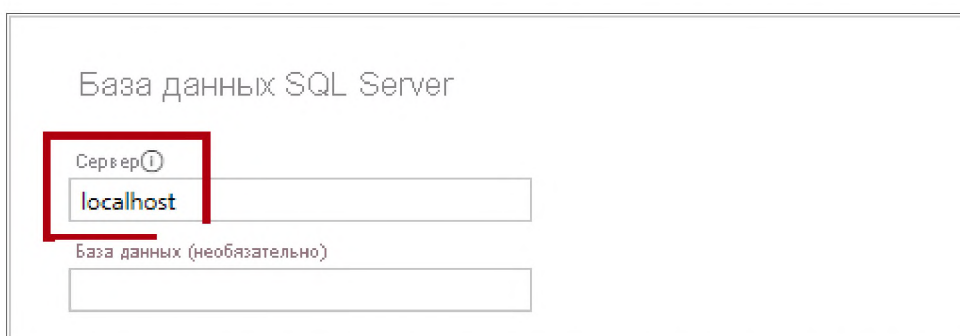 База данных SQL Server
Сервер
localhost
База данных (необязательно)